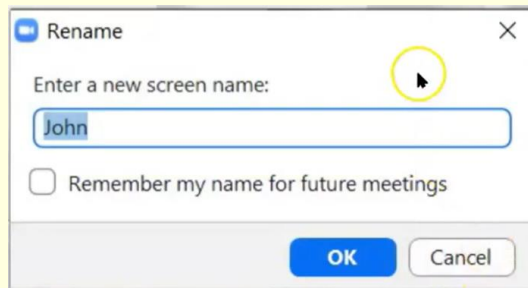 Rename
Enter a new screen name:
John
Remember my name for future meetings
OK Cancel